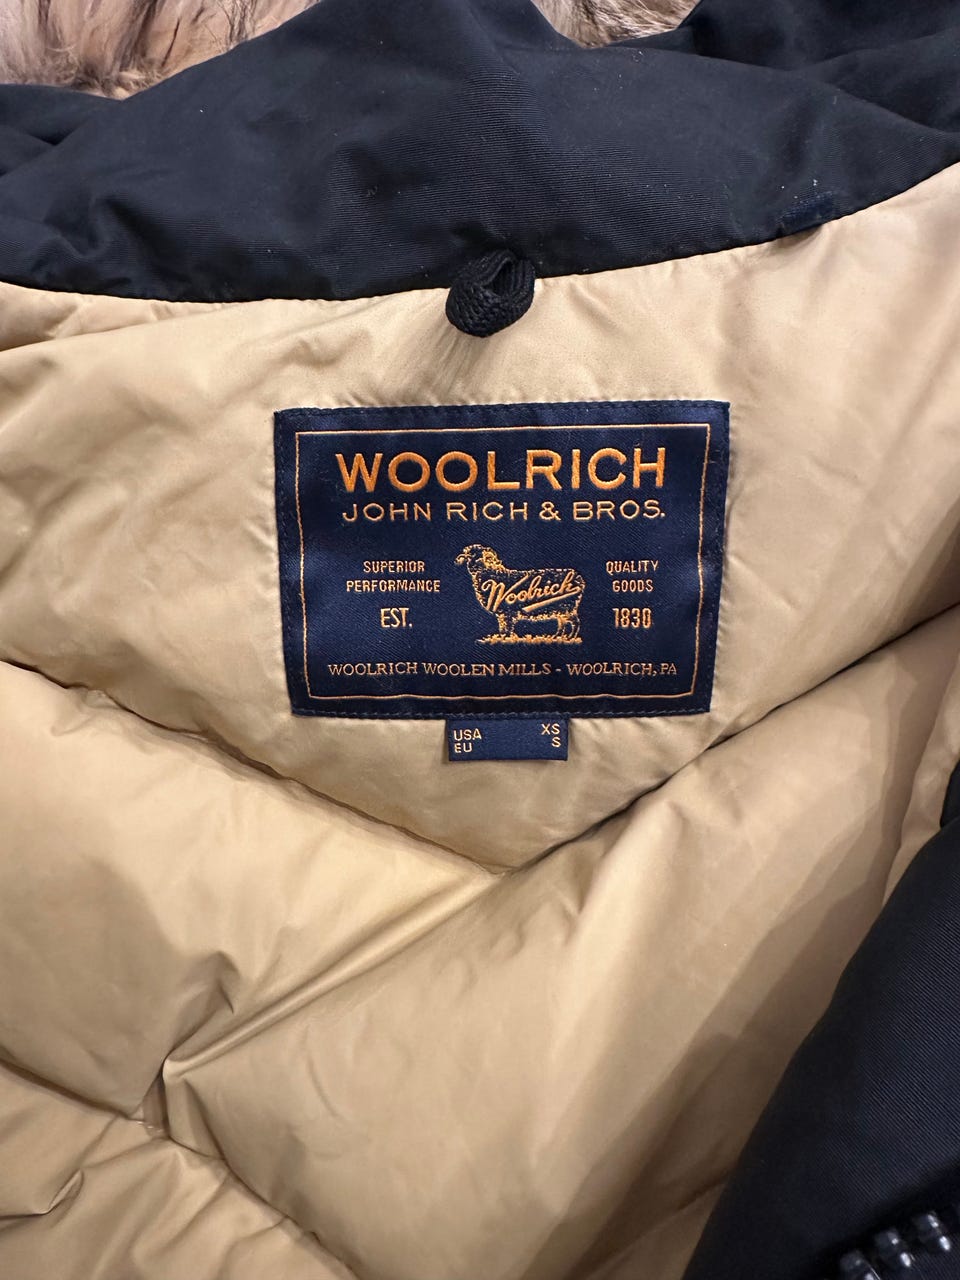 WOOLRICH
JOHN RICH & BROS.
SUPERIOR
PERFORMANCE
EST.
Woolrich
QUALITY
GOODS
1830
WOOLRICH WOOLEN MILLS - WOOLRICH, PA
USA XS
EU S